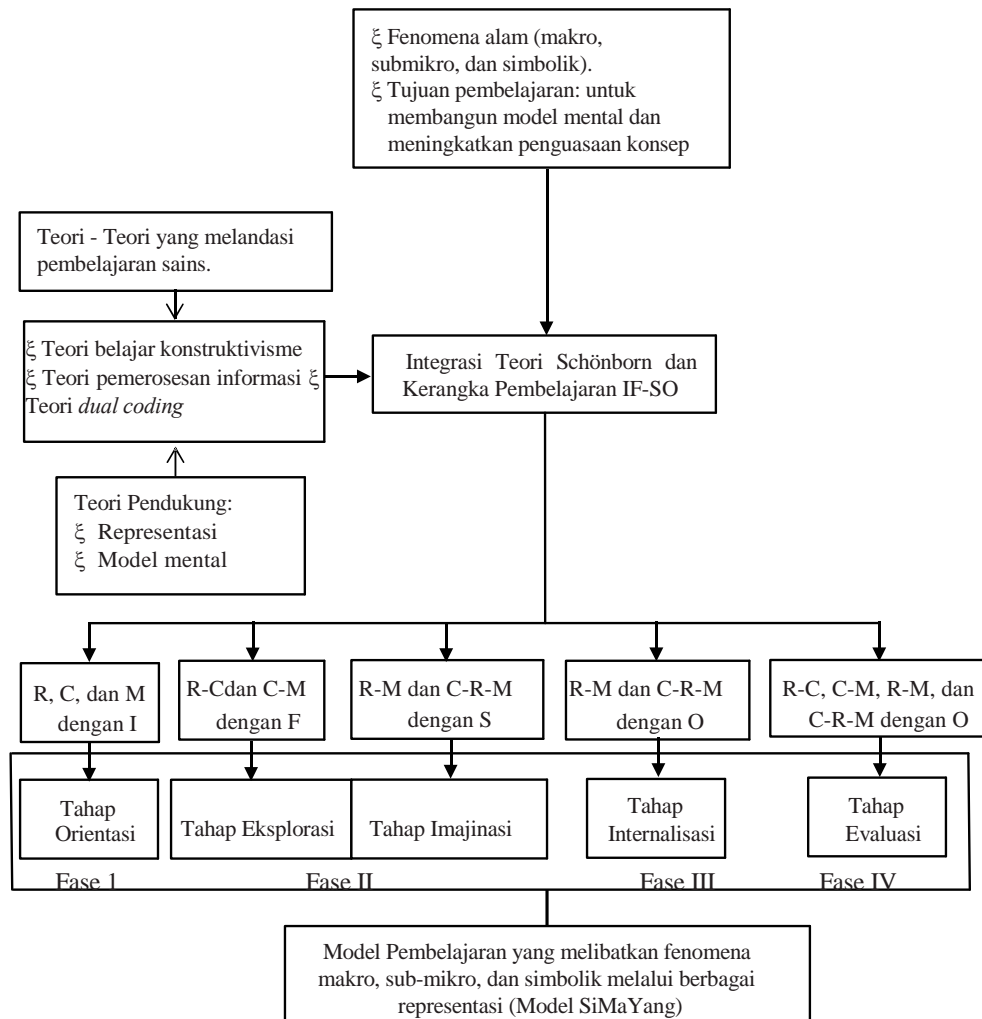 ξ Fenomena alam (makro,
submikro, dan simbolik).
ξ Tujuan pembelajaran: untuk
membangun model mental dan
meningkatkan penguasaan konsep
Teori - Teori yang melandasi
pembelajaran sains.
ξ Teori belajar konstruktivisme
ξ Teori pemerosesan informasi ξ
Teori dual coding
Integrasi Teori Schönborn dan
Kerangka Pembelajaran IF-SO
Teori Pendukung:
ξ Representasi
ξ Model mental
R, C, dan M
dengan I
R-Cdan C-M
dengan F
R-M dan C-R-M
dengan S
R-M dan C-R-M
dengan O
R-C, C-M, R-M, dan
C-R-M dengan O
Tahap
Orientasi
Tahap Eksplorasi
Tahap Imajinasi
Tahap
Internalisasi
Tahap
Evaluasi
Fase 1
Fase II
Fase III
Fase IV
Model Pembelajaran yang melibatkan fenomena
makro, sub-mikro, dan simbolik melalui berbagai
representasi (Model SiMaYang)